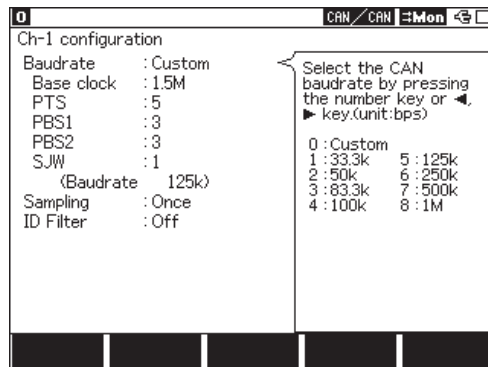 0 CAN/CAN ⇄Mon
Ch-1 configuration
Baudrate :Custom
Base clock :1.5M
PTS :5
PBS1 :3
PBS2 :3
SJW :1
(Baudrate 125k)
Sampling :Once
ID Filter :Off
Select the CAN
baudrate by pressing
the number key or ◀,
▶ key.(unit:bps)
0:Custom
1:33.3k 5:125k
2:50k 6:250k
3:83.3k 7:500k
4:100k 8:1M